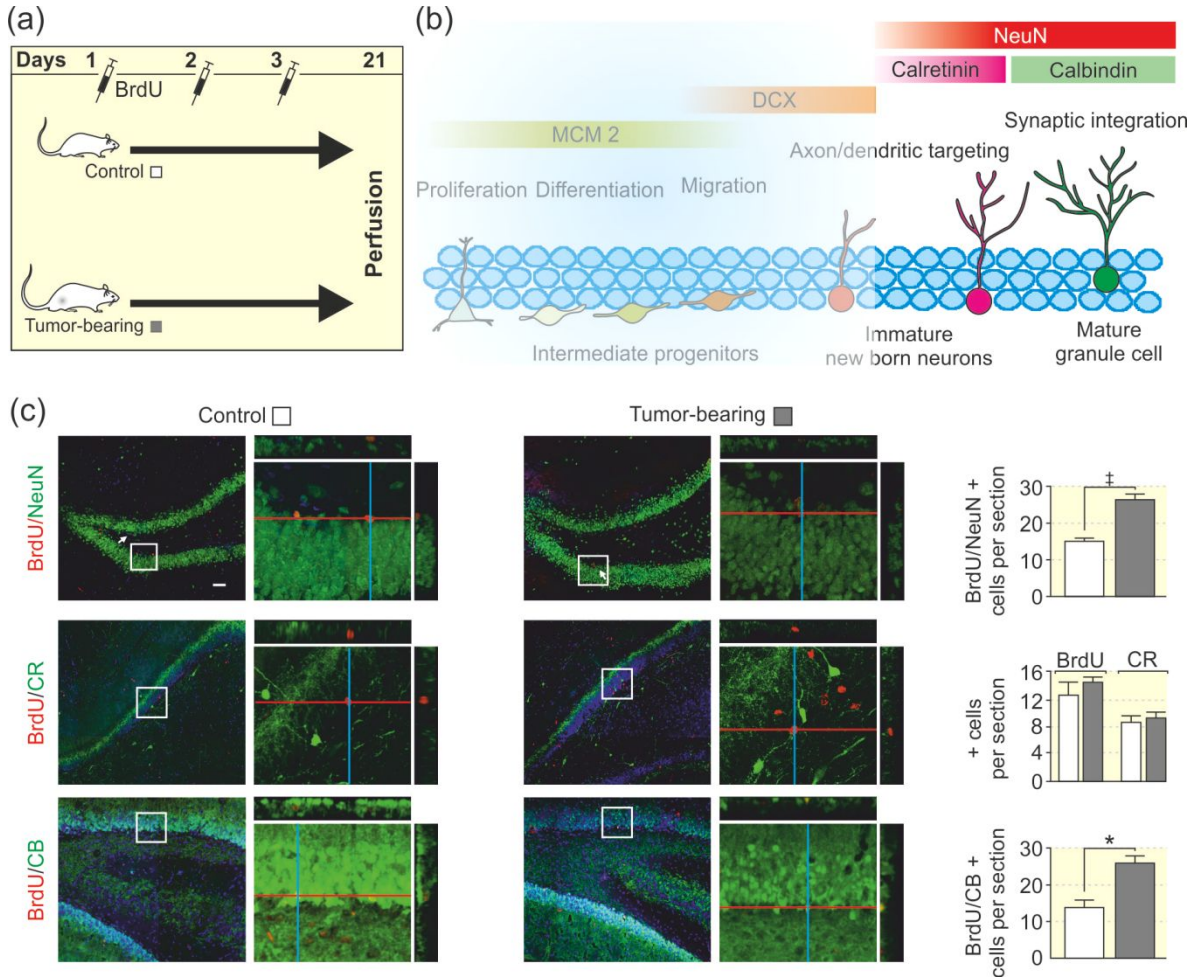 (a)
Days 1 2 3 21
BrdU
Control
Tumor-bearing
Perfusion
(b)
NeuN
Calretinin Calbindin
DCX
MCM 2
Synaptic integration
Axon/dendritic targeting
Proliferation Differentiation Migration
Intermediate progenitors
Immature
new born neurons
Mature
granule cell
(c)
Control Tumor-bearing
BrdU/NeuN
BrdU/NeuN +
cells per section
30
20
10
0
‡
BrdU/CR
+ cells
per section
BrdU CR
16
12
8
4
0
BrdU/CB
BrdU/CB +
cells per section
30
20
10
0
*